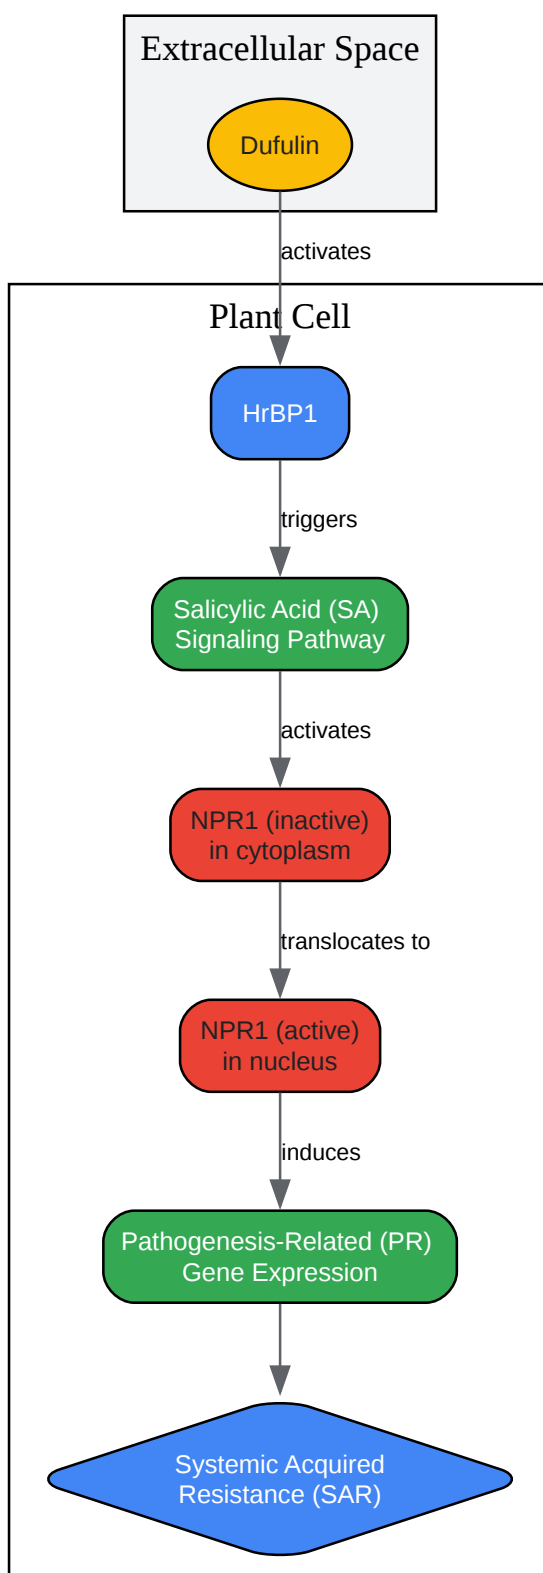 Extracellular Space
Dufulin
activates
Plant Cell
HrBP1
triggers
Salicylic Acid (SA)
Signaling Pathway
activates
NPR1 (inactive)
in cytoplasm
translocates to
NPR1 (active)
in nucleus
induces
Pathogenesis-Related (PR)
Gene Expression
Systemic Acquired
Resistance (SAR)